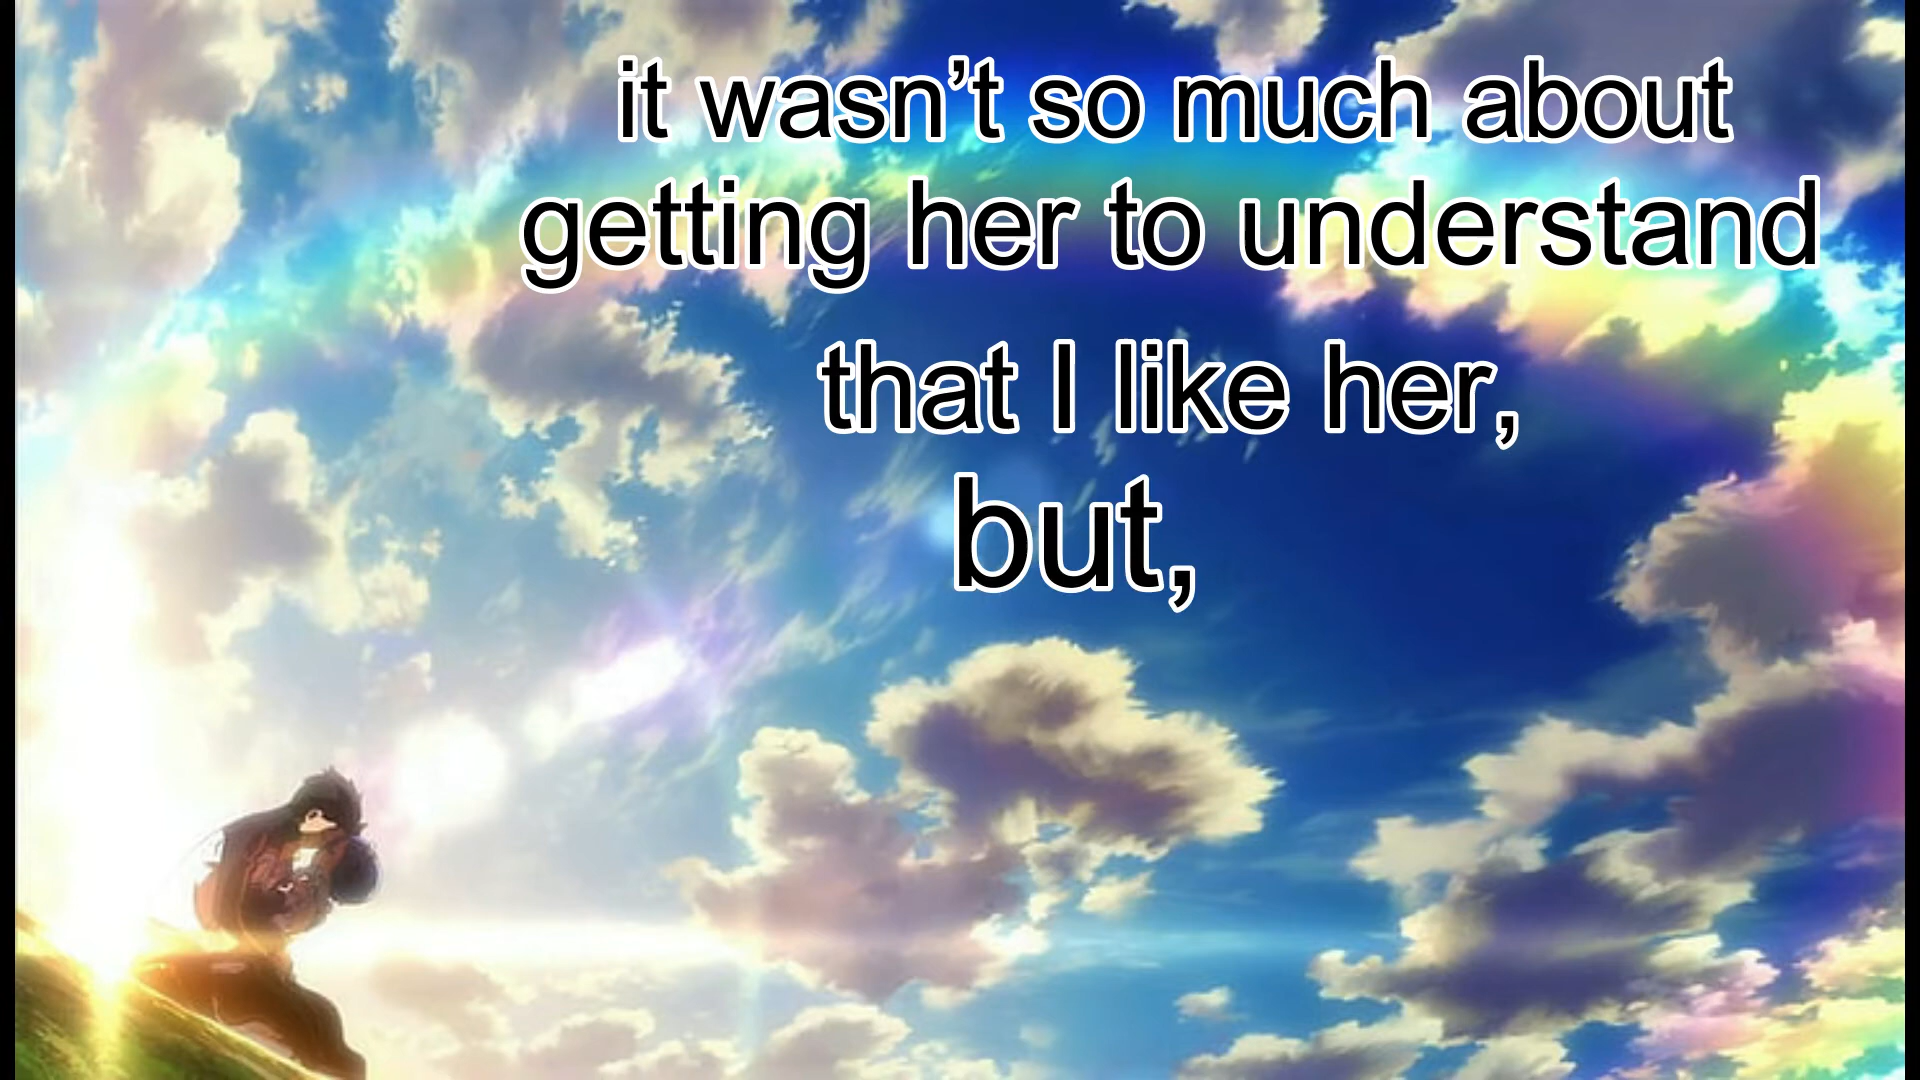 it wasn’t so much about
getting her to understand
that I like her,
but,